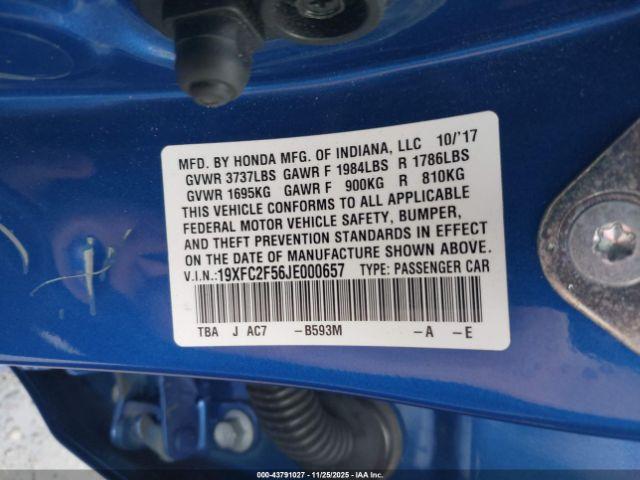 MFD. BY HONDA MFG. OF INDIANA, LLC 10/'17
GVWR 3737LBS GAWR F 1984LBS R 1786LBS
GVWR 1695KG GAWR F 900KG R 810KG
THIS VEHICLE CONFORMS TO ALL APPLICABLE
FEDERAL MOTOR VEHICLE SAFETY, BUMPER,
AND THEFT PREVENTION STANDARDS IN EFFECT
ON THE DATE OF MANUFACTURE SHOWN ABOVE.
V.I.N.:19XFC2F56JE000657 TYPE: PASSENGER CAR
TBA J AC7 -B593M -A -E
000-43791027 - 11/25/2025 - IAA Inc.